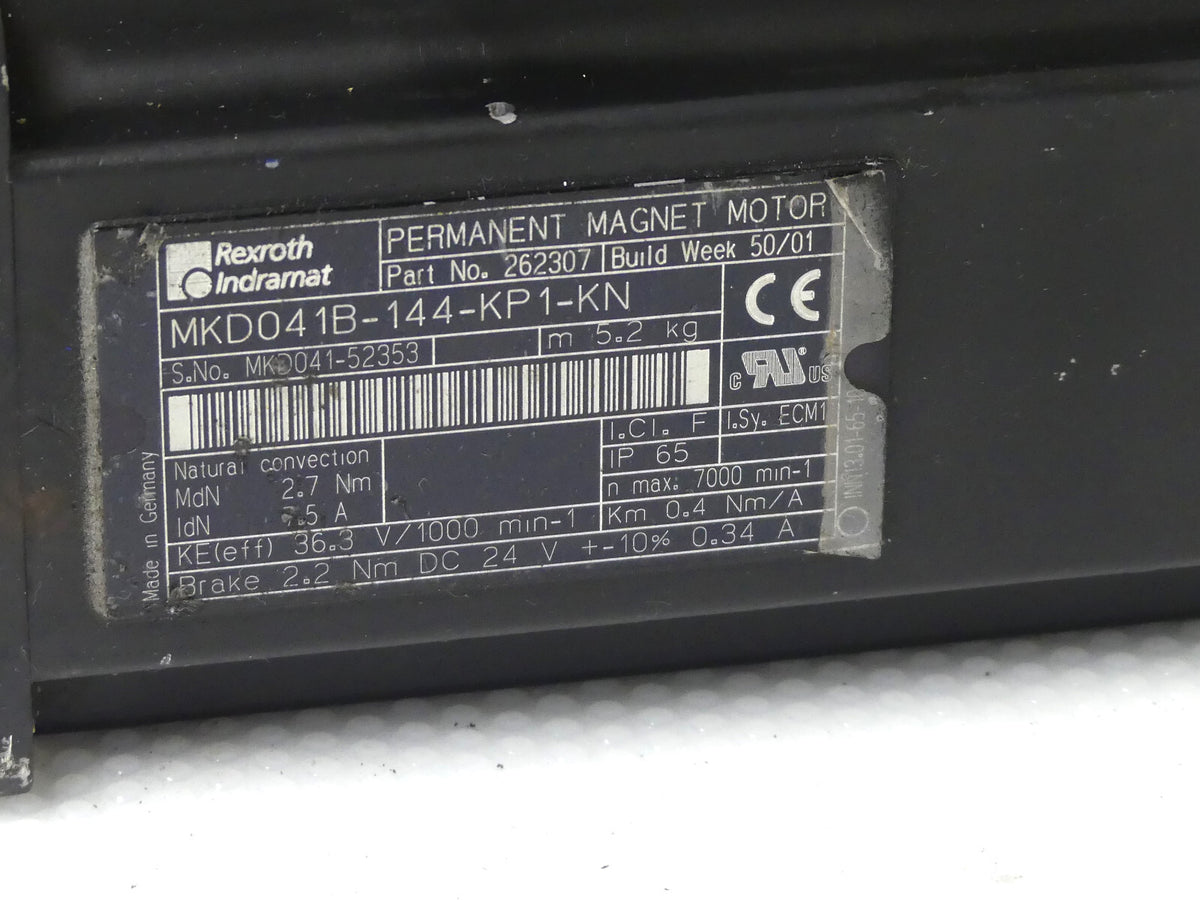 Rexroth
Indramat
PERMANENT MAGNET MOTOR
Part No. 262307 Build Week 50/01
MKD041B-144-KP1-KN
S.No. MKD041-52353 m 5.2 kg
CE
c US
I.Cl. F I.Sy. ECM1
IP 65
n max. 7000 min-1
Km 0.4 Nm/A
Natural convection
MdN 2.7 Nm
IdN A
KE(eff) 36.3 V/1000 min-1
Brake 2.2 Nm DC 24 V +-10% 0.34 A
Made in Germany